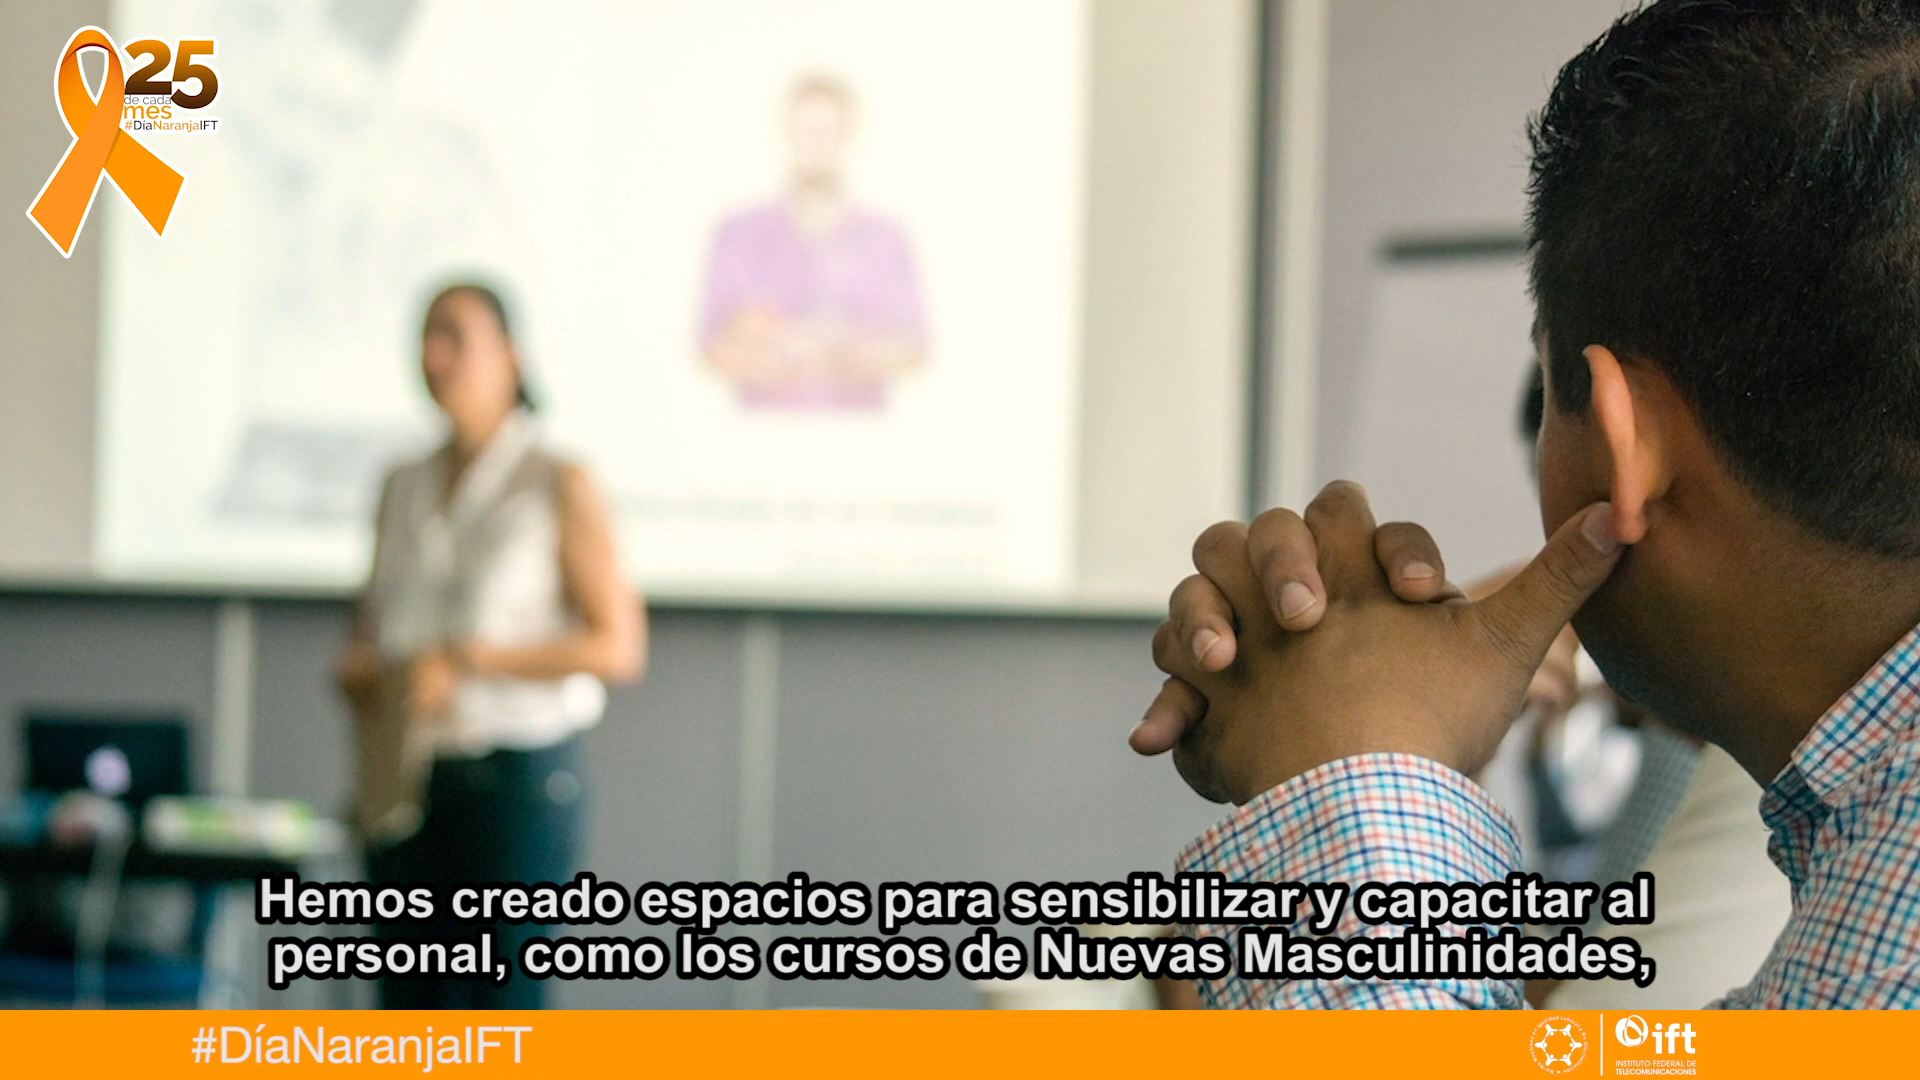 25
de cada
mes
#DíaNaranjaIFT
Hemos creado espacios para sensibilizar y capacitar al
personal, como los cursos de Nuevas Masculinidades,
#DíaNaranjaIFT
ift
INSTITUTO FEDERAL DE
TELECOMUNICACIONES